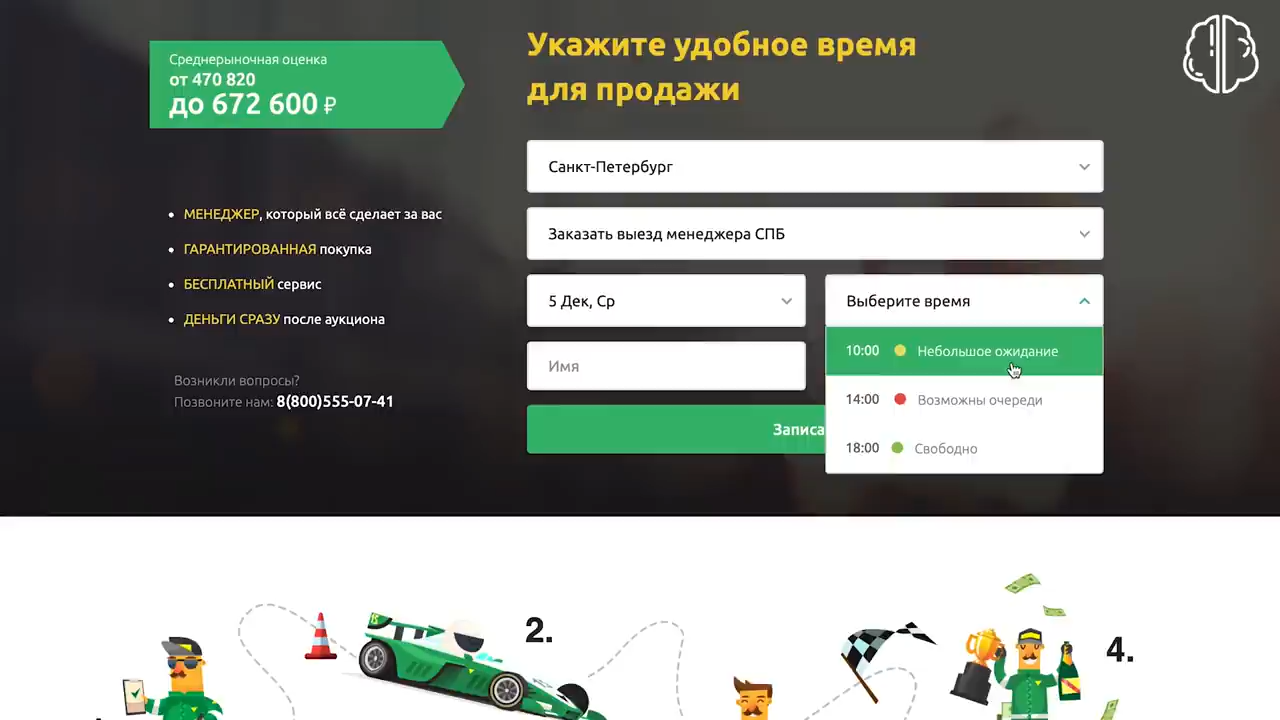 Среднерыночная оценка
от 470 820
до 672 600 ₽
МЕНЕДЖЕР, который всё сделает за вас
ГАРАНТИРОВАННАЯ покупка
БЕСПЛАТНЫЙ сервис
ДЕНЬГИ СРАЗУ после аукциона
Возникли вопросы?
Позвоните нам: 8(800)555-07-41
Укажите удобное время
для продажи
Санкт-Петербург
Заказать выезд менеджера СПБ
5 Дек, Ср
Выберите время
10:00 Небольшое ожидание
14:00 Возможны очереди
18:00 Свободно
Имя
Записа
2.
4.